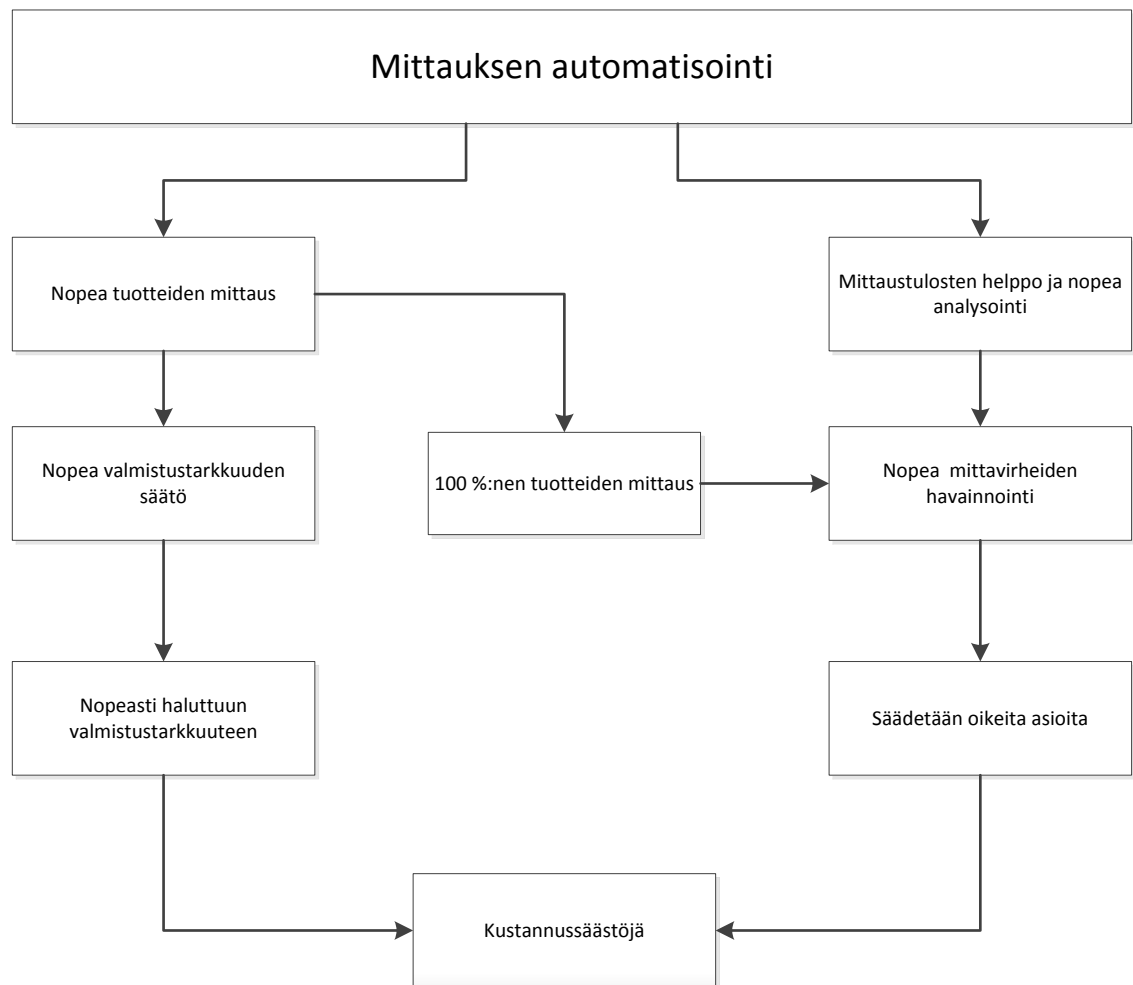 Mittauksen automatisointi
Nopea tuotteiden mittaus
Mittaustulosten helppo ja nopea
analysointi
Nopea valmistustarkkuuden
säätö
100 %:nen tuotteiden mittaus
Nopea  mittavirheiden
havainnointi
Nopeasti haluttuun
valmistustarkkuuteen
Säädetään oikeita asioita
Kustannussäästöjä